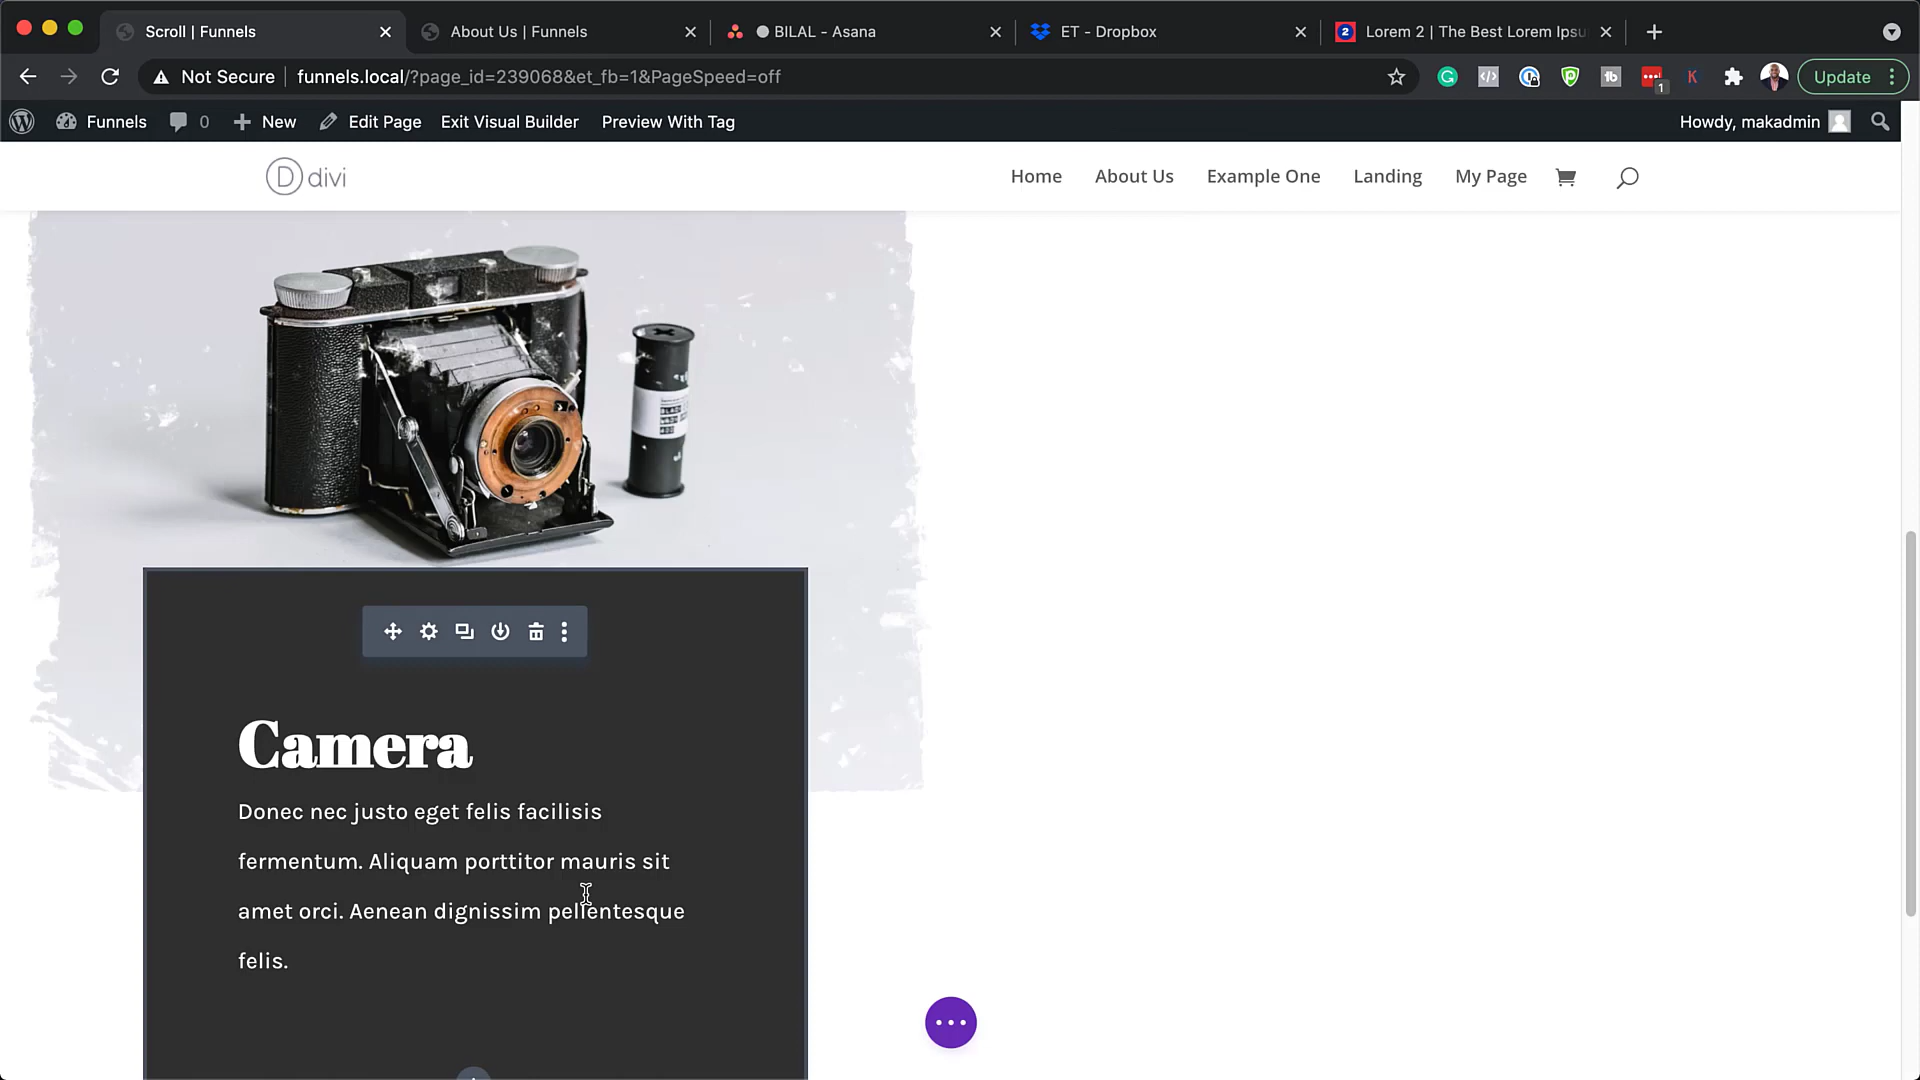 Scroll | Funnels
About Us | Funnels
BILAL - Asana
ET - Dropbox
Lorem 2 | The Best Lorem Ipsu
Not Secure
funnels.local/?page_id=239068&et_fb=1&PageSpeed=off
1
K
Update
Funnels
0
New
Edit Page
Exit Visual Builder
Preview With Tag
Howdy, makadmin
D divi
Home
About Us
Example One
Landing
My Page
Camera
Donec nec justo eget felis facilisis
fermentum. Aliquam porttitor mauris sit
amet orci. Aenean dignissim pellentesque
felis.